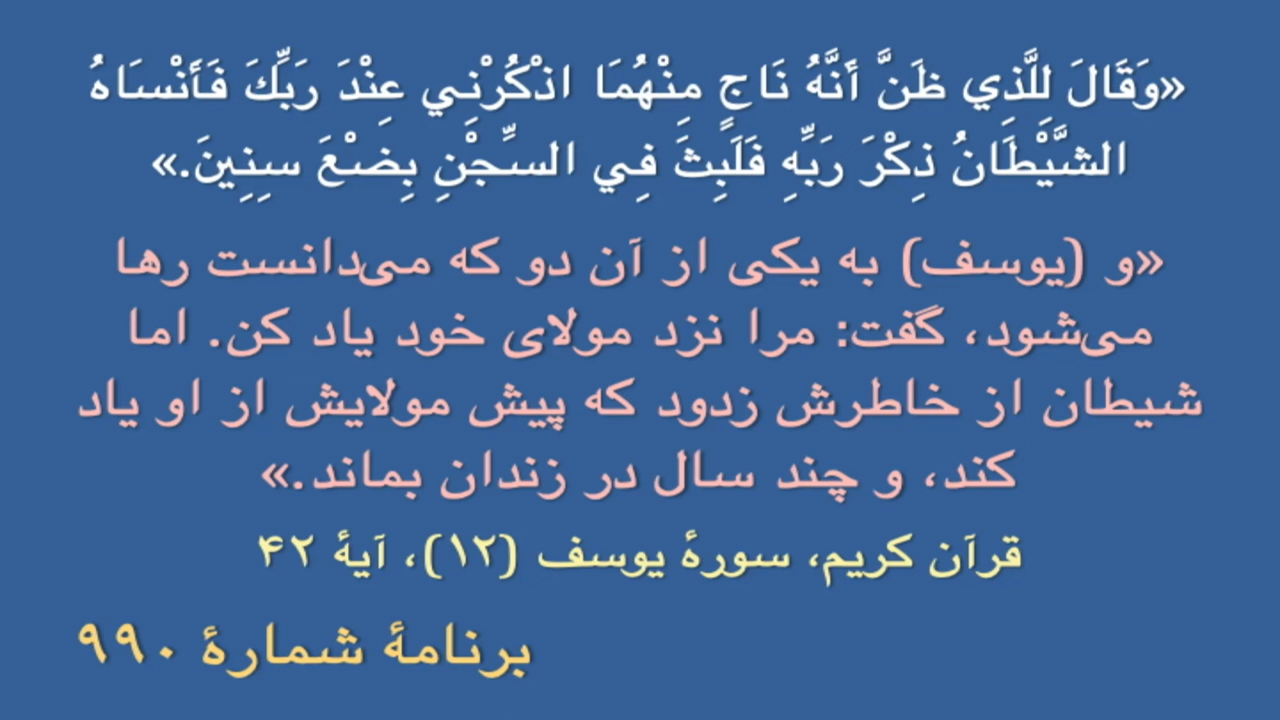 «وَقَالَ لِلَّذِي ظَنَّ أَنَّهُ نَاجٍ مِنْهُمَا اذْكُرْنِي عِنْدَ رَبِّكَ فَأَنْسَاهُ
الشَّيْطَانُ ذِكْرَ رَبِّهِ فَلَبِثَ فِي السِّجْنِ بِضْعَ سِنِينَ.»
«و (یوسف) به یکی از آن دو که می‌دانست رها
می‌شود، گفت: مرا نزد مولای خود یاد کن. اما
شیطان از خاطرش زدود که پیش مولایش از او یاد
کند، و چند سال در زندان بماند.»
قرآن کریم، سورهٔ یوسف (۱۲)، آیهٔ ۴۲
برنامهٔ شمارهٔ ۹۹۰